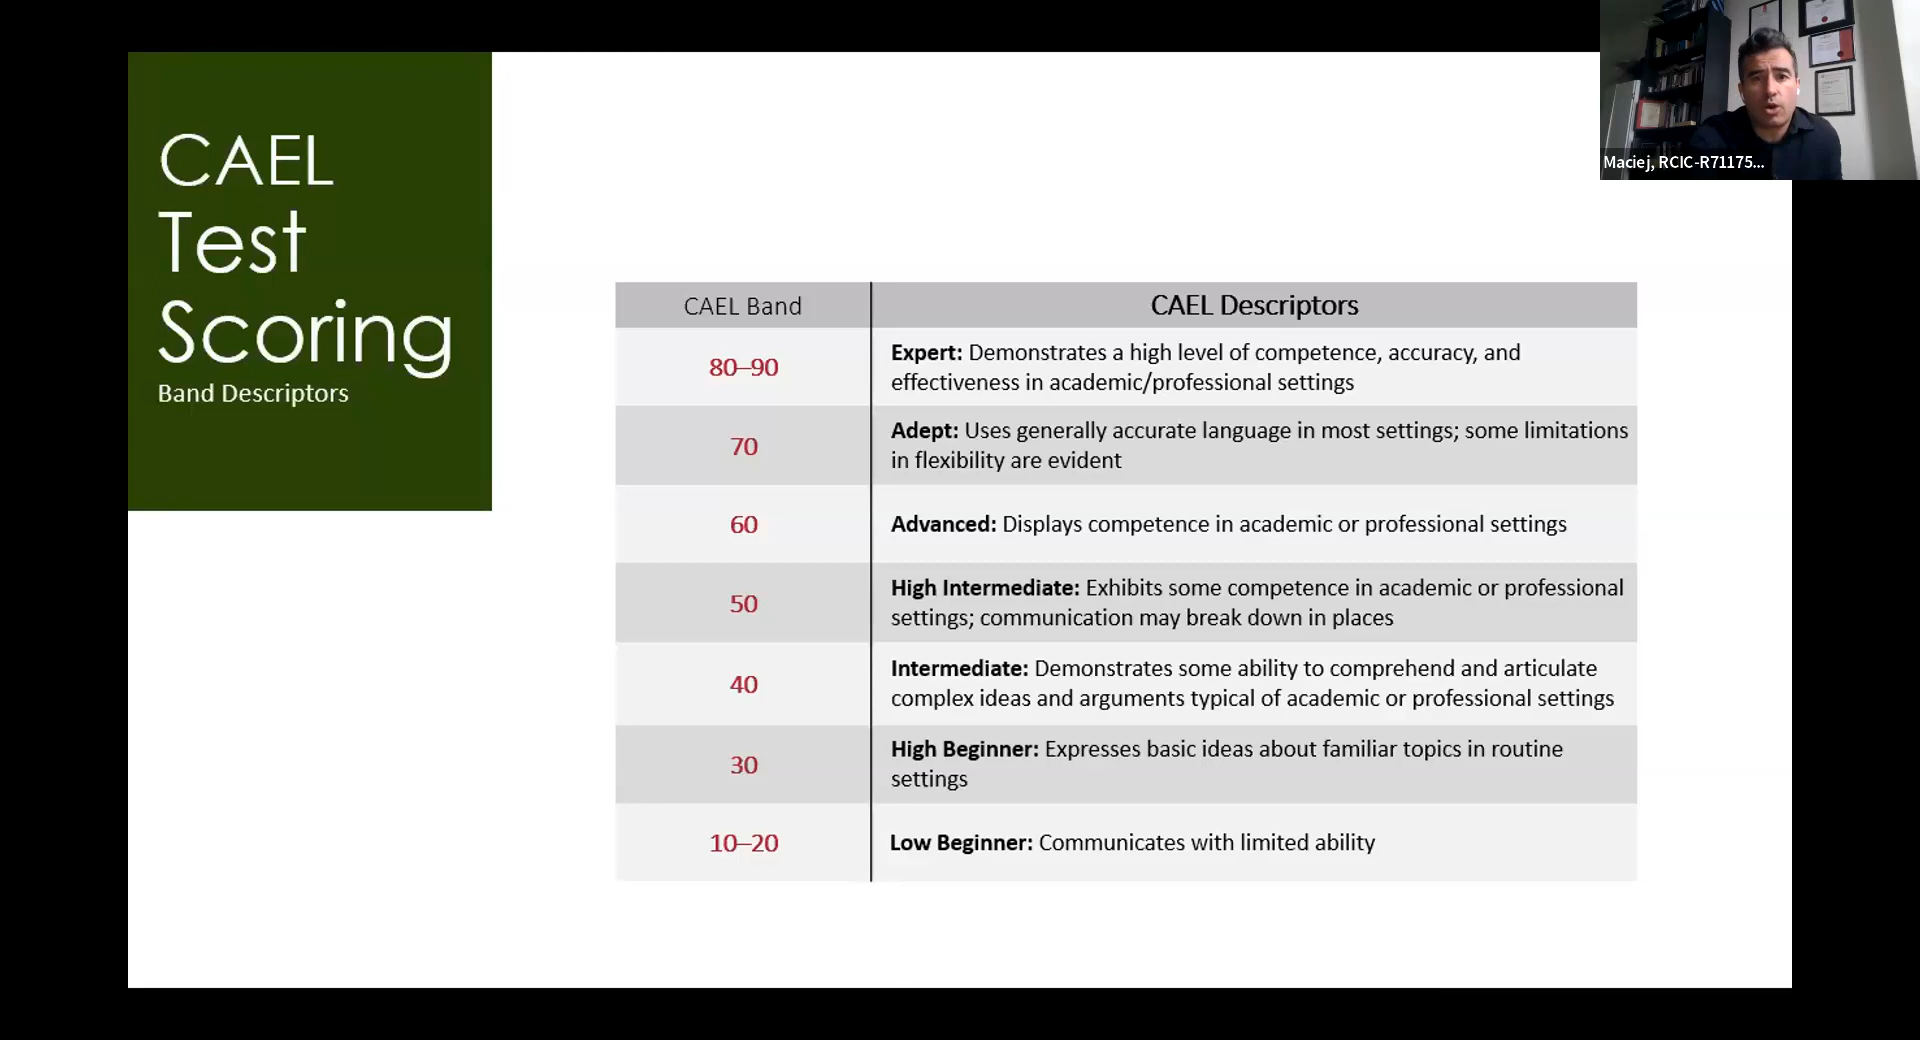 CAEL
Test
Scoring
Band Descriptors
Maciej, RCIC-R71175...
CAEL Band
CAEL Descriptors
80–90
Expert: Demonstrates a high level of competence, accuracy, and
effectiveness in academic/professional settings
70
Adept: Uses generally accurate language in most settings; some limitations
in flexibility are evident
60
Advanced: Displays competence in academic or professional settings
50
High Intermediate: Exhibits some competence in academic or professional
settings; communication may break down in places
40
Intermediate: Demonstrates some ability to comprehend and articulate
complex ideas and arguments typical of academic or professional settings
30
High Beginner: Expresses basic ideas about familiar topics in routine
settings
10–20
Low Beginner: Communicates with limited ability